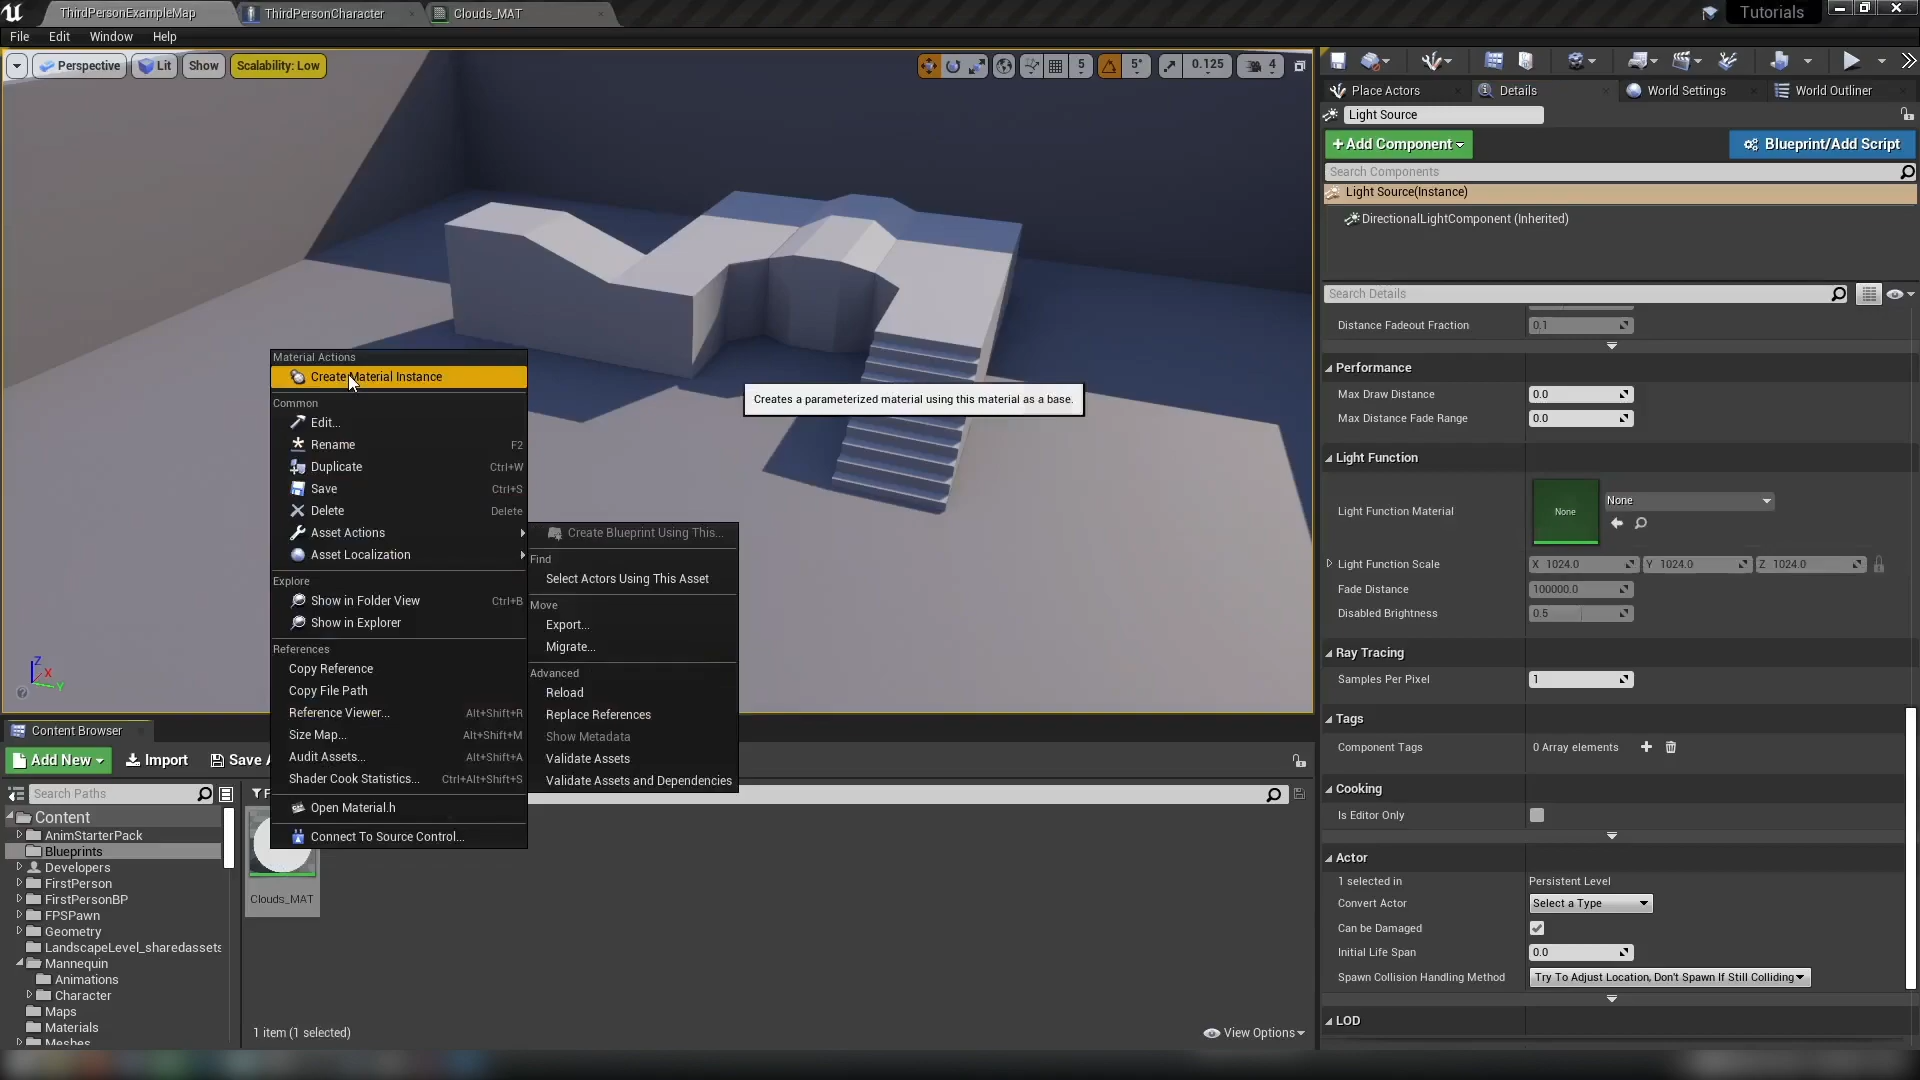 ThirdPersonExampleMap
ThirdPersonCharacter
Clouds_MAT
Tutorials
File Edit Window Help
Perspective Lit Show Scalability: Low
5 5° 0.125 4
Place Actors Details World Settings World Outliner
Light Source
+Add Component Blueprint/Add Script
Search Components
Light Source(Instance)
DirectionalLightComponent (Inherited)
Search Details
Distance Fadeout Fraction 0.1
Performance
Max Draw Distance 0.0
Max Distance Fade Range 0.0
Light Function
Light Function Material None None
Light Function Scale X 1024.0 Y 1024.0 Z 1024.0
Fade Distance 100000.0
Disabled Brightness 0.5
Ray Tracing
Samples Per Pixel 1
Tags
Component Tags 0 Array elements
Cooking
Is Editor Only
Actor
1 selected in Persistent Level
Convert Actor Select a Type
Can be Damaged
Initial Life Span 0.0
Spawn Collision Handling Method Try To Adjust Location, Don't Spawn If Still Colliding
LOD
Material Actions
Create Material Instance
Creates a parameterized material using this material as a base.
Common
Edit...
Rename F2
Duplicate Ctrl+W
Save Ctrl+S
Delete Delete
Asset Actions
Asset Localization
Explore
Show in Folder View Ctrl+B
Show in Explorer
References
Copy Reference
Copy File Path
Reference Viewer... Alt+Shift+R
Size Map... Alt+Shift+M
Audit Assets... Alt+Shift+A
Shader Cook Statistics... Ctrl+Alt+Shift+S
Open Material.h
Connect To Source Control...
Create Blueprint Using This...
Find
Select Actors Using This Asset
Move
Export...
Migrate...
Advanced
Reload
Replace References
Show Metadata
Validate Assets
Validate Assets and Dependencies
Z X Y
Content Browser
Add New Import Save A
Search Paths
F
Content
AnimStarterPack
Blueprints
Developers
FirstPerson
FirstPersonBP
FPSPawn
Geometry
LandscapeLevel_sharedassets
Mannequin
Animations
Character
Maps
Materials
Meshes
Clouds_MAT
1 item (1 selected)
View Options